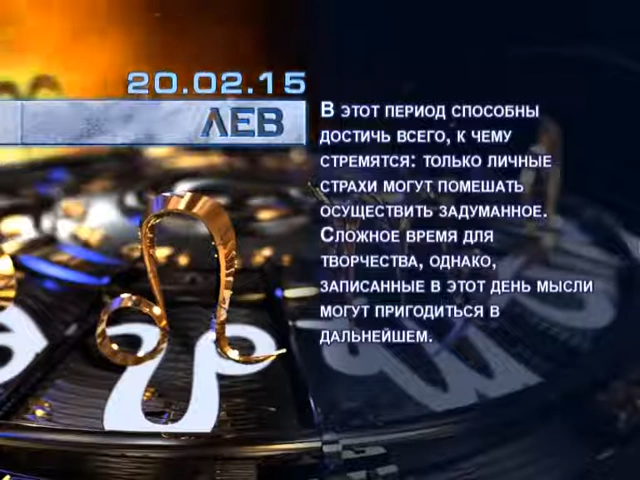 20.02.15
ЛЕВ
В этот период способны
достичь всего, к чему
стремятся: только личные
страхи могут помешать
осуществить задуманное.
Сложное время для
творчества, однако,
записанные в этот день мысли
могут пригодиться в
дальнейшем.